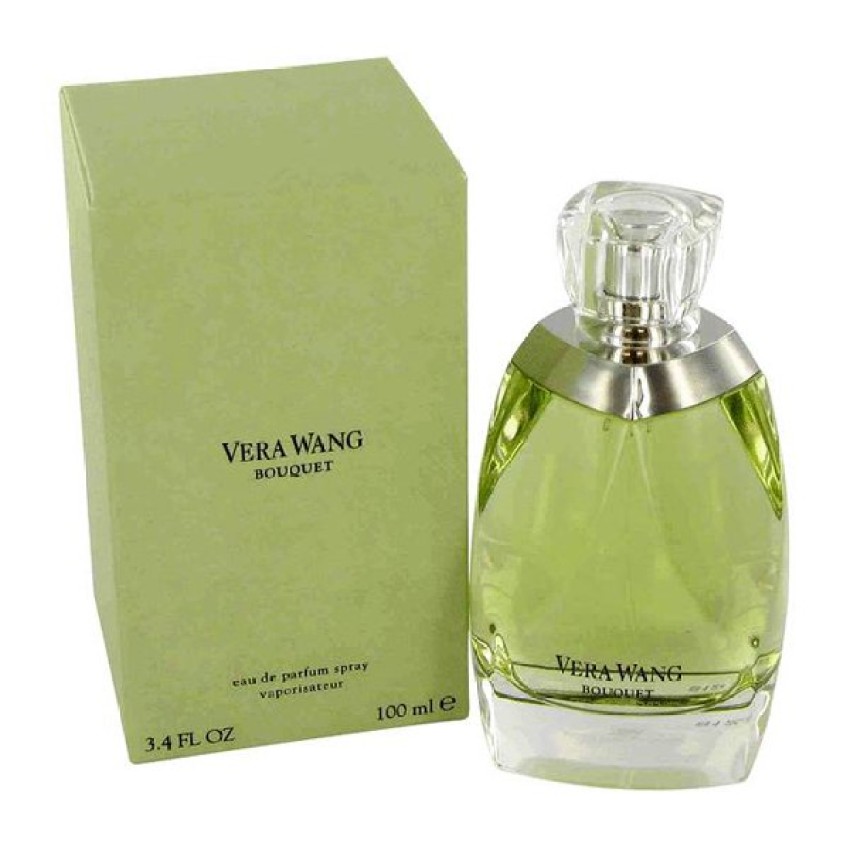 VERA WANG
BOUQUET
eau de parfum spray
vaporisateur
100 ml ℮
3.4 FL OZ
VERA WANG
BOUQUET